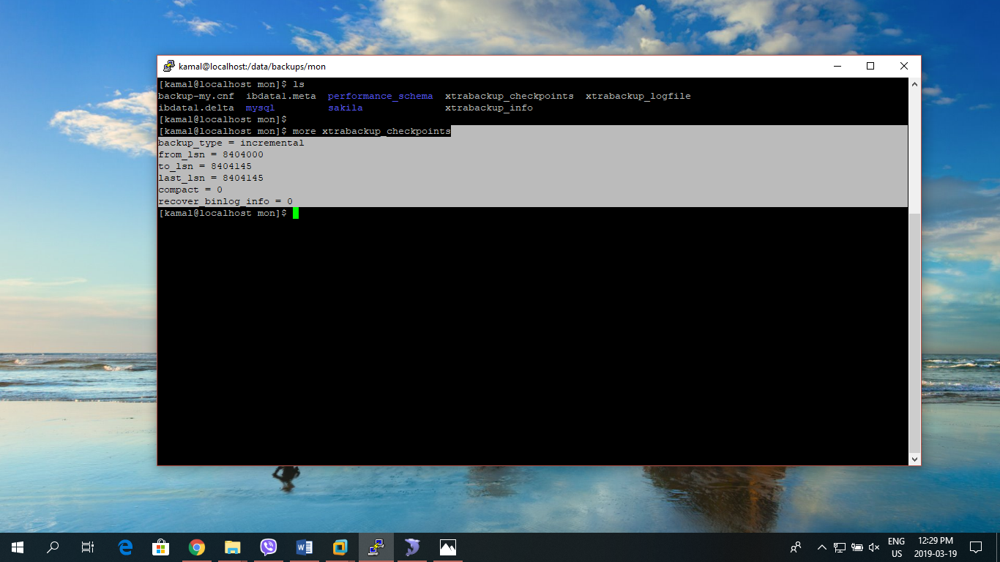 kamal@localhost:/data/backups/mon
[kamal@localhost mon]$ ls
backup-my.cnf ibdata1.meta performance_schema xtrabackup_checkpoints xtrabackup_logfile
ibdata1.delta mysql sakila xtrabackup_info
[kamal@localhost mon]$
[kamal@localhost mon]$ more xtrabackup_checkpoints
backup_type = incremental
from_lsn = 8404000
to_lsn = 8404145
last_lsn = 8404145
compact = 0
recover_binlog_info = 0
[kamal@localhost mon]$
ENG
US
12:29 PM
2019-03-19